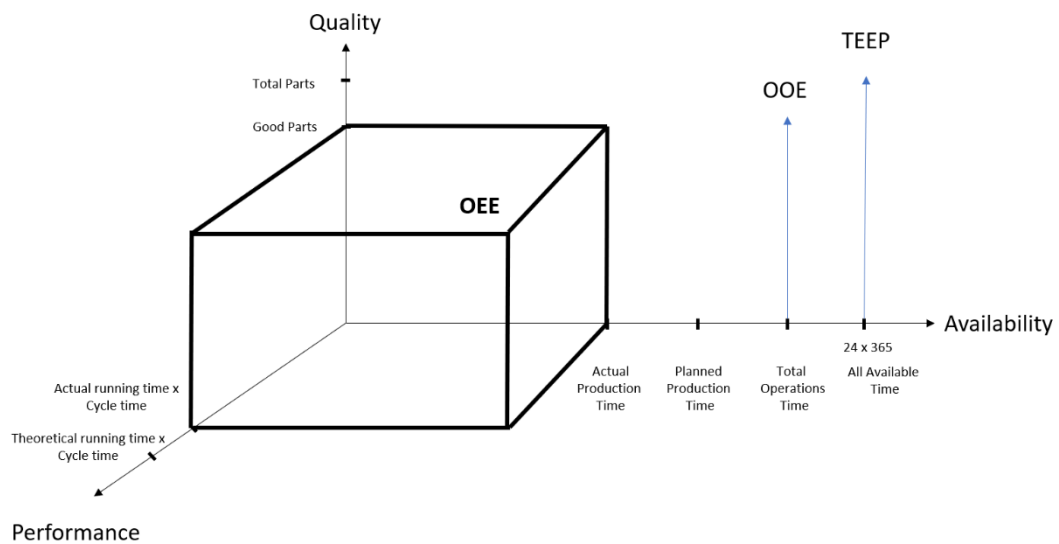 Quality
TEEP
Total Parts
OOE
Good Parts
OEE
Availability
24 x 365
Actual
Production
Time
Planned
Production
Time
Total
Operations
Time
All Available
Time
Actual running time x
Cycle time
Theoretical running time x
Cycle time
Performance